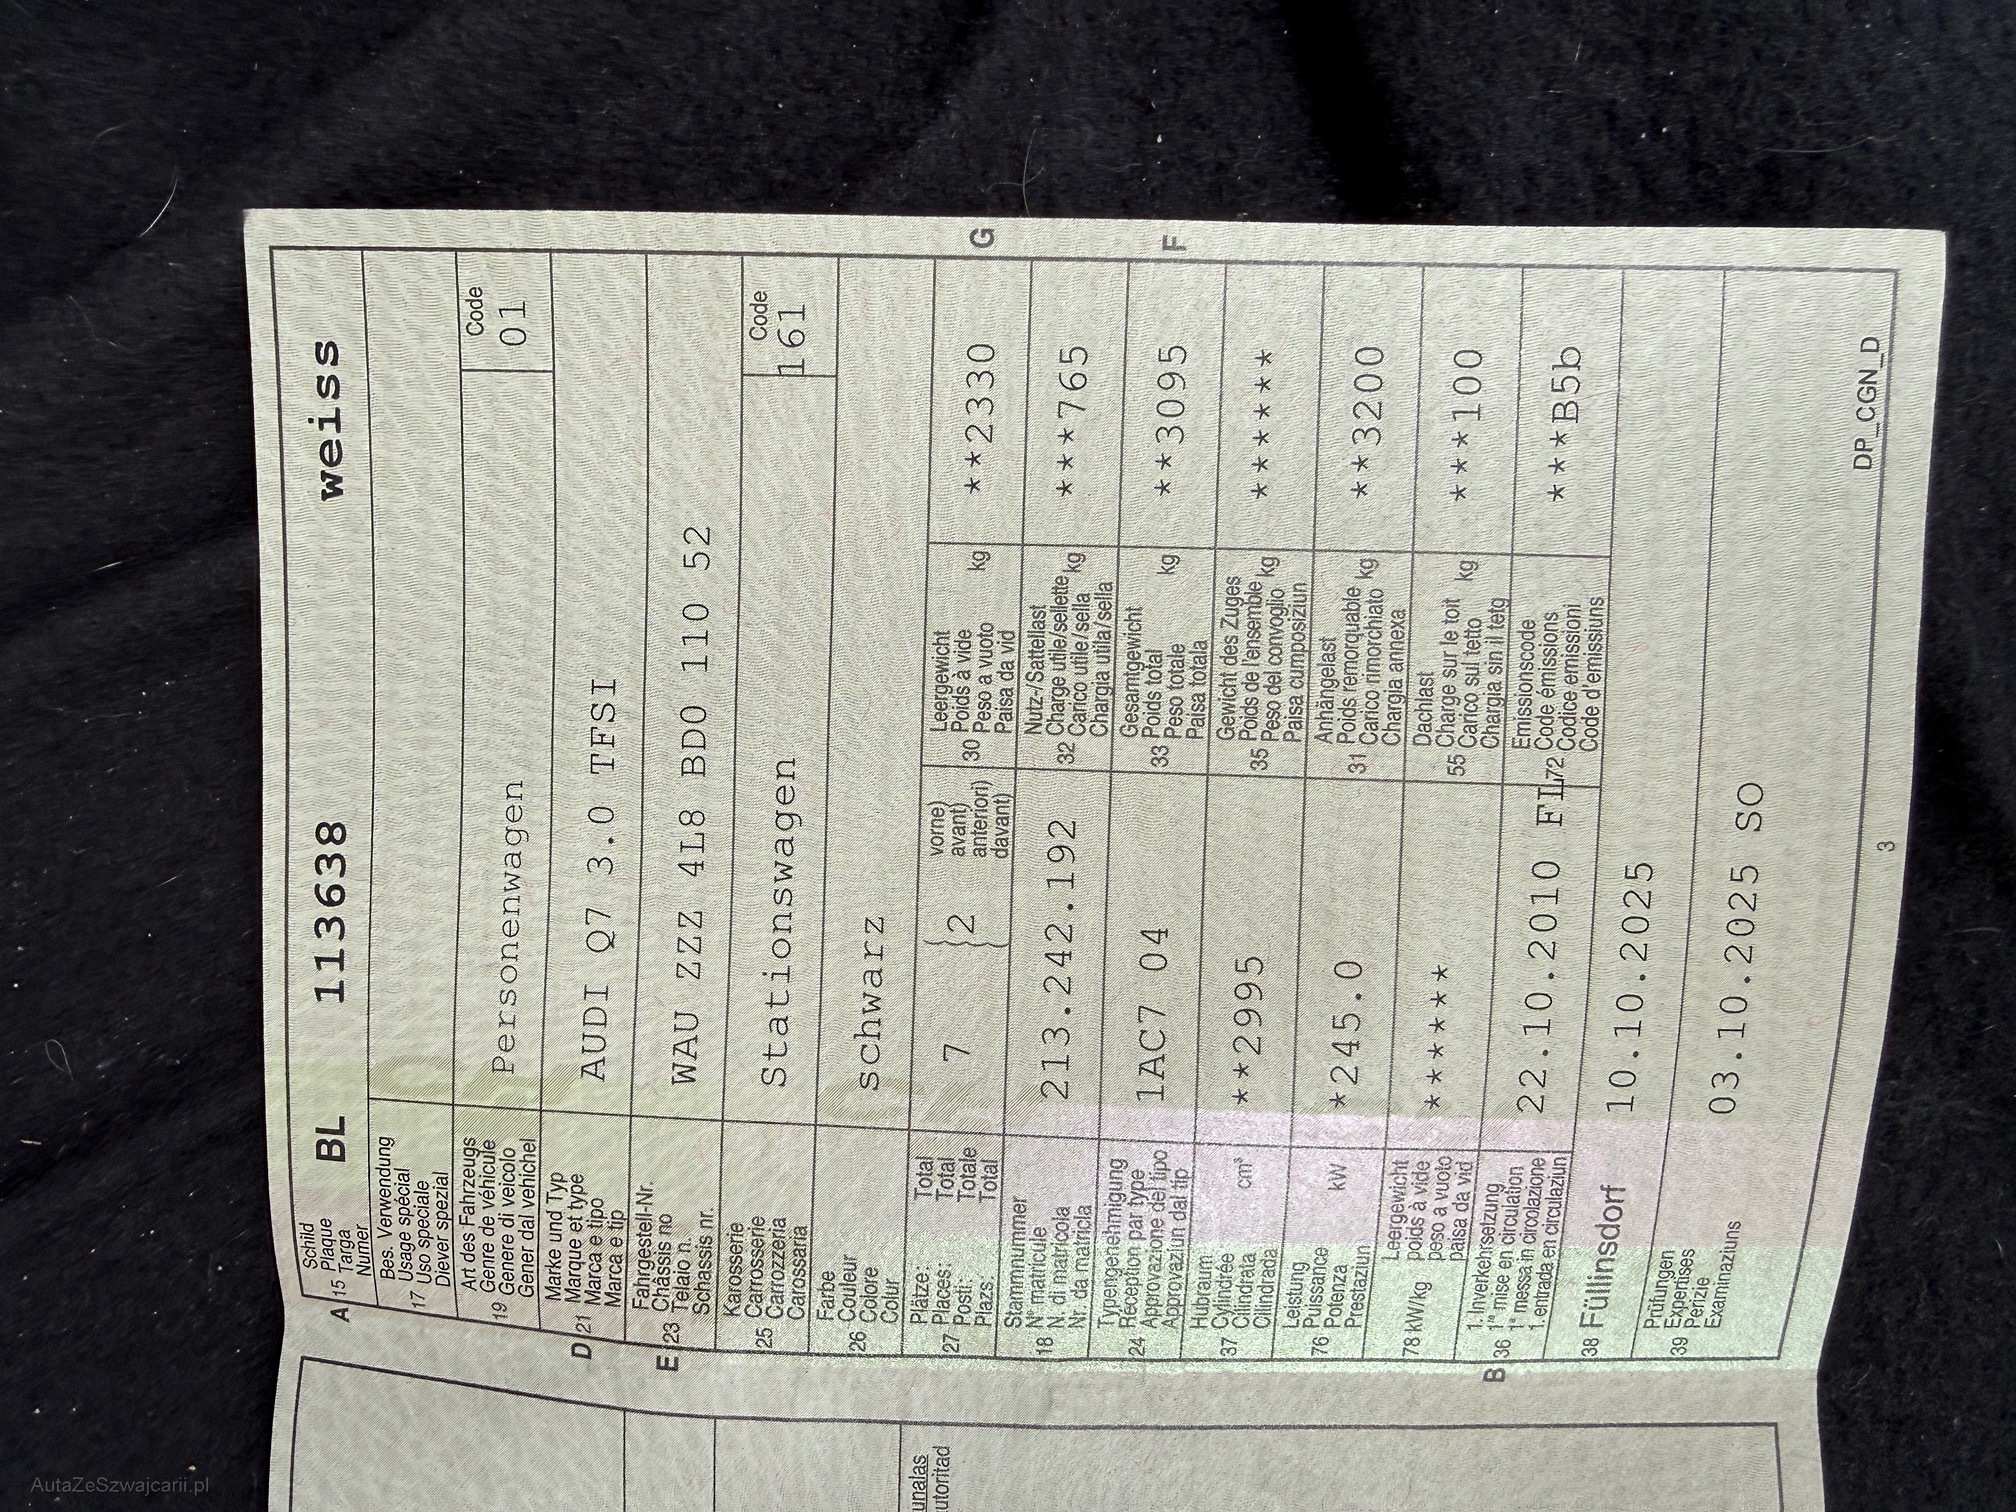 Schild
Plaque
A 15 Targa
Numer
BL 113638 weiss
Bes. Verwendung
Usage spécial
17 Uso speciale
Diever spezial
Art des Fahrzeugs
Genre de véhicule
19 Genere di veicolo
Gener dal vehichel
Personenwagen
Code
01
Marke und Typ
Marque et type
D 21 Marca e tipo
Marca e tip
AUDI Q7 3.0 TFSI
Fahrgestell-Nr.
Châssis no
E 23 Telaio n.
Schassis nr.
WAU ZZZ 4L8 BD0 110 52
Karosserie
Carrosserie
25 Carrozzeria
Carossaria
Stationswagen
Code
161
Farbe
Couleur
26 Colore
Colur
schwarz
Plätze: Total
Places: Total
27 Posti: Totale
Plazs: Total
7
2
vorne)
avant)
anteriori)
davant)
Leergewicht
Poids à vide
30 Peso a vuoto kg
Paisa da vid
**2330
G
Stammnummer
N° matricule
18 N. di matricola
Nr. da matricla
213.242.192
Nutz-/Sattellast
Charge utile/sellette
32 Carico utile/sella kg
Chargia utila/sella
***765
Typengenehmigung
Réception par type
24 Approvazione del tipo
Approvaziun dal tip
1AC7 04
Gesamtgewicht
Poids total
33 Peso totale kg
Paisa totala
**3095
F
Hubraum
Cylindrée
37 Cilindrata cm³
Cilindrada
**2995
Gewicht des Zuges
Poids de l'ensemble
35 Peso del convoglio kg
Paisa cumposiziun
******
Leistung
Puissance
76 Potenza kW
Prestaziun
*245.0
Anhängelast
Poids remorquable
31 Carico rimorchiato kg
Chargia annexa
**3200
Leergewicht
78 kW/kg poids à vide
peso a vuoto
paisa da vid
******
Dachlast
Charge sur le toit
55 Carico sul tetto kg
Chargia sin il tetg
***100
1. Inverkehrsetzung
1re mise en circulation
B 36 1a messa in circolazione
1. entrada en circulaziun
22.10.2010 FL
Emissionscode
72 Code émissions
Codice emissioni
Code d'emissiuns
***B5b
38 Füllinsdorf
10.10.2025
Prüfungen
Expertises
39 Perizie
Examinaziuns
03.10.2025 SO
3
DP_CGN_D
unalas
utoritad
AutaZeSzwajcarii.pl